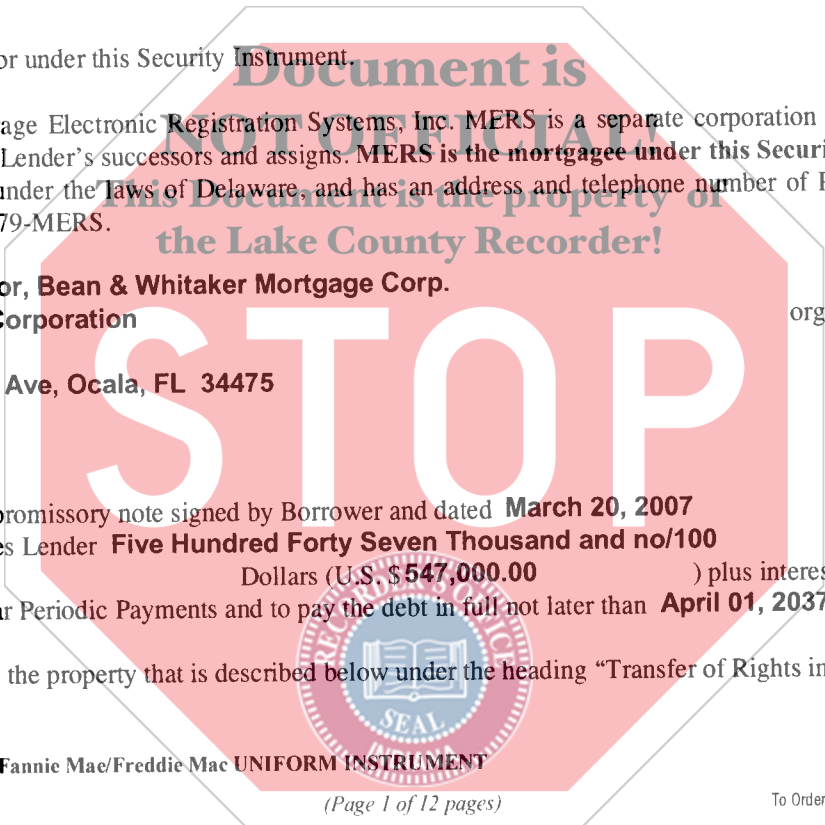 or under this Security Instrument.
Document is
age Electronic Registration Systems, Inc. MERS is a separate corporation
NOT OFFICIAL!
Lender's successors and assigns. MERS is the mortgagee under this Securi
under the laws of Delaware, and has an address and telephone number of
This Document is the property of
79-MERS.
the Lake County Recorder!
or, Bean & Whitaker Mortgage Corp.
Corporation
org
STOP
Ave, Ocala, FL 34475
promissory note signed by Borrower and dated March 20, 2007
es Lender Five Hundred Forty Seven Thousand and no/100
Dollars (U.S. $547,000.00 ) plus interes
ar Periodic Payments and to pay the debt in full not later than April 01, 2037
RECORDER'S OFFICE
the property that is described below under the heading "Transfer of Rights in
SEAL
INDIANA
Fannie Mae/Freddie Mac UNIFORM INSTRUMENT
(Page 1 of 12 pages)
To Order